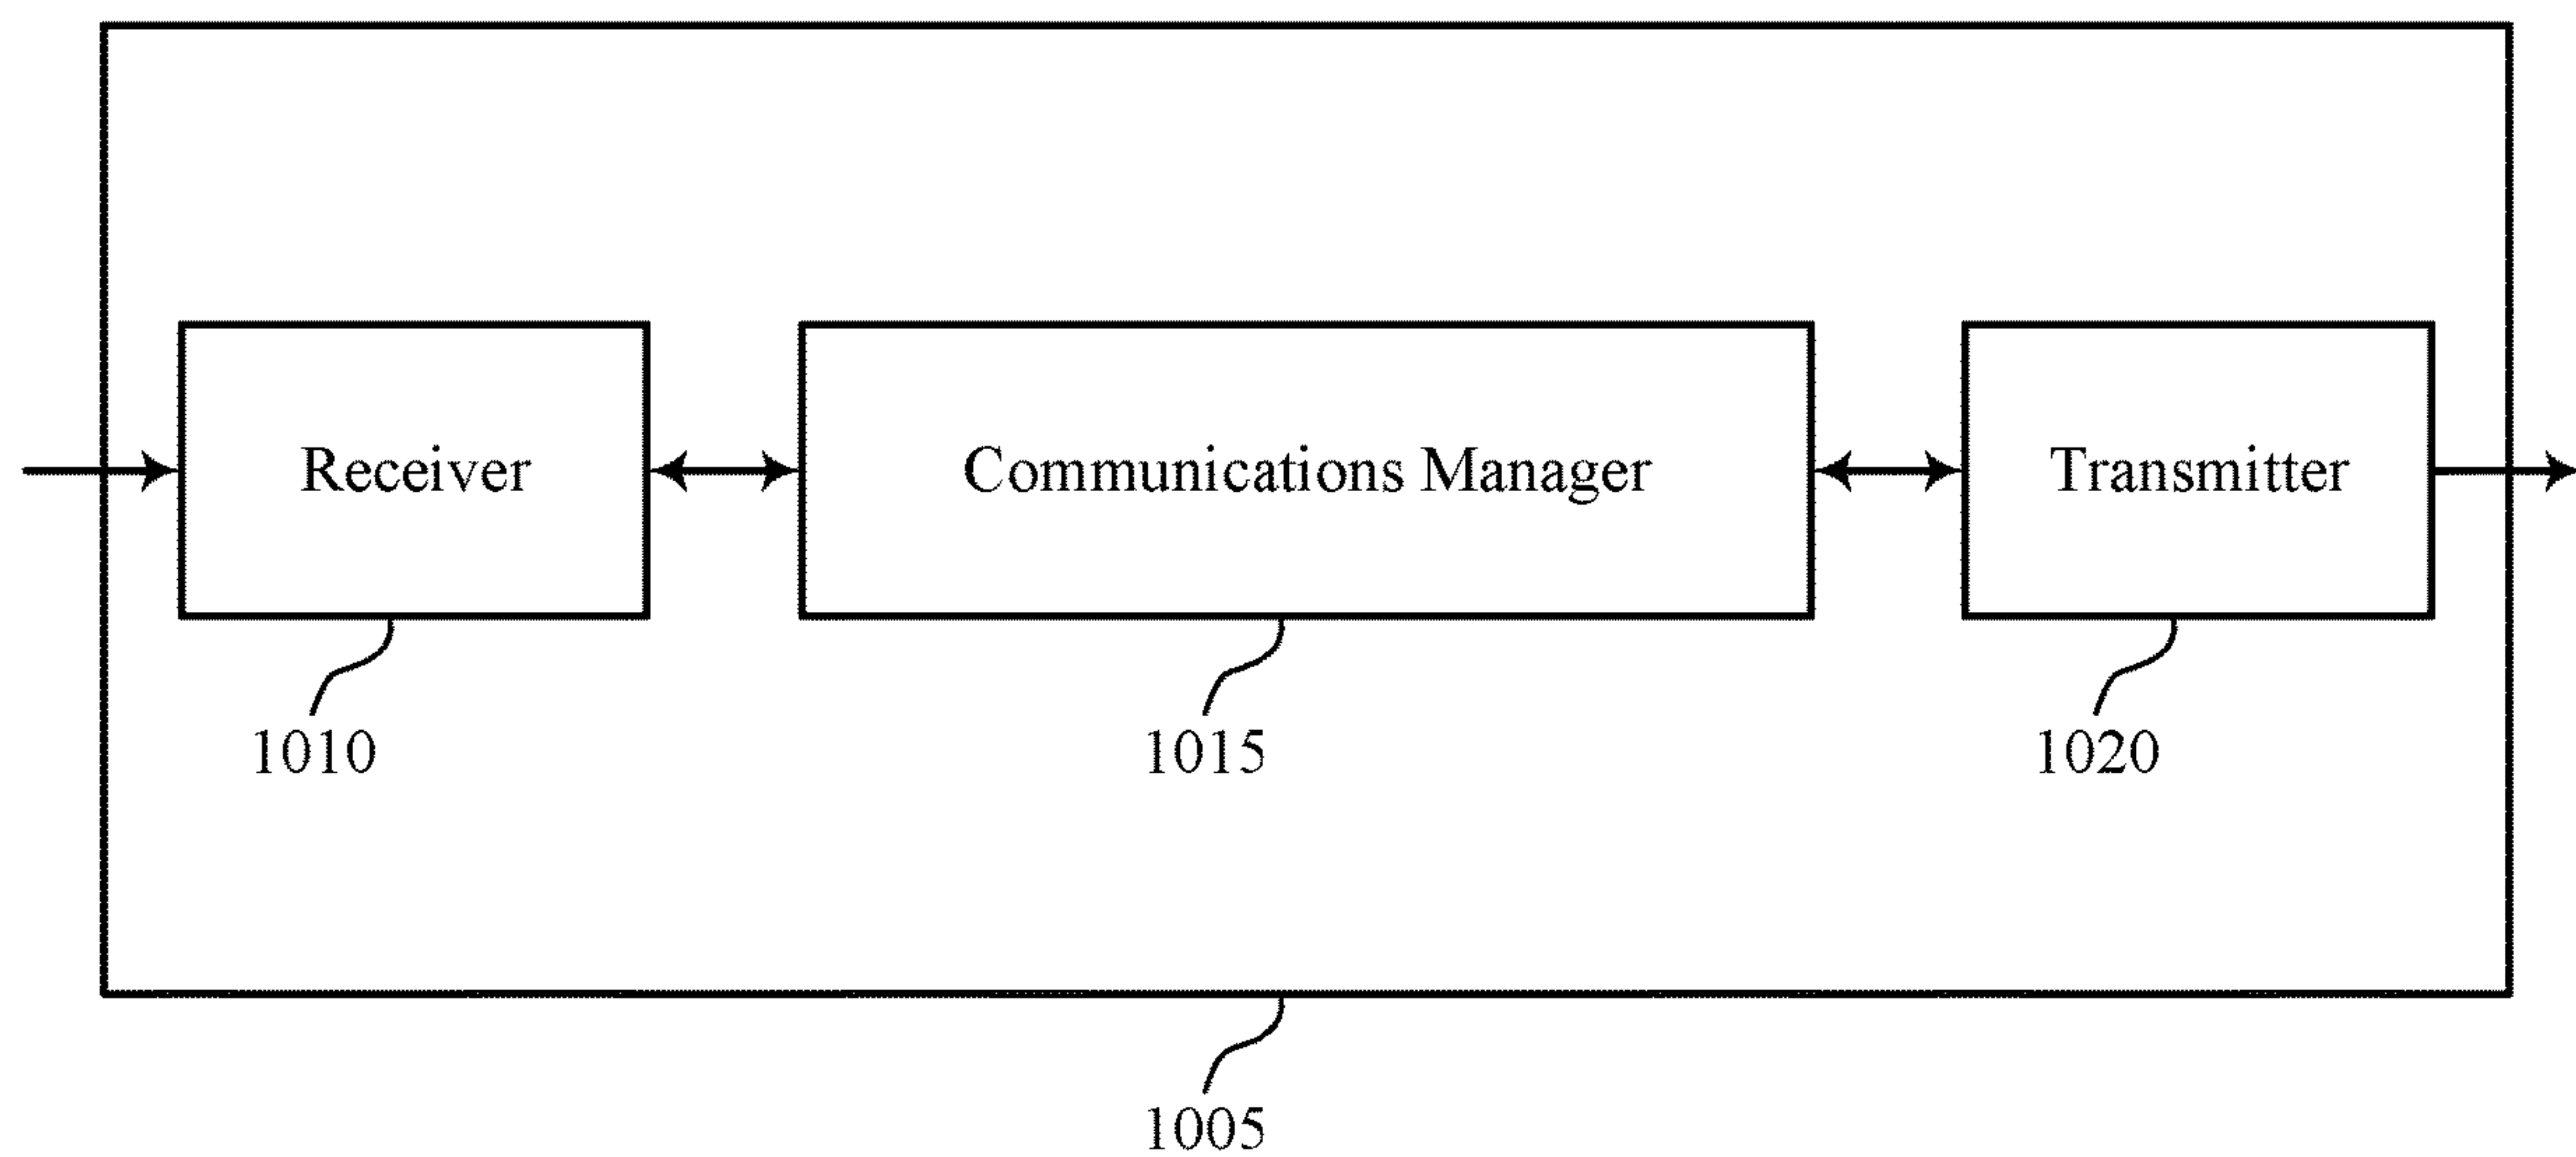 Receiver
Communications Manager
Transmitter
1010
1015
1020
1005